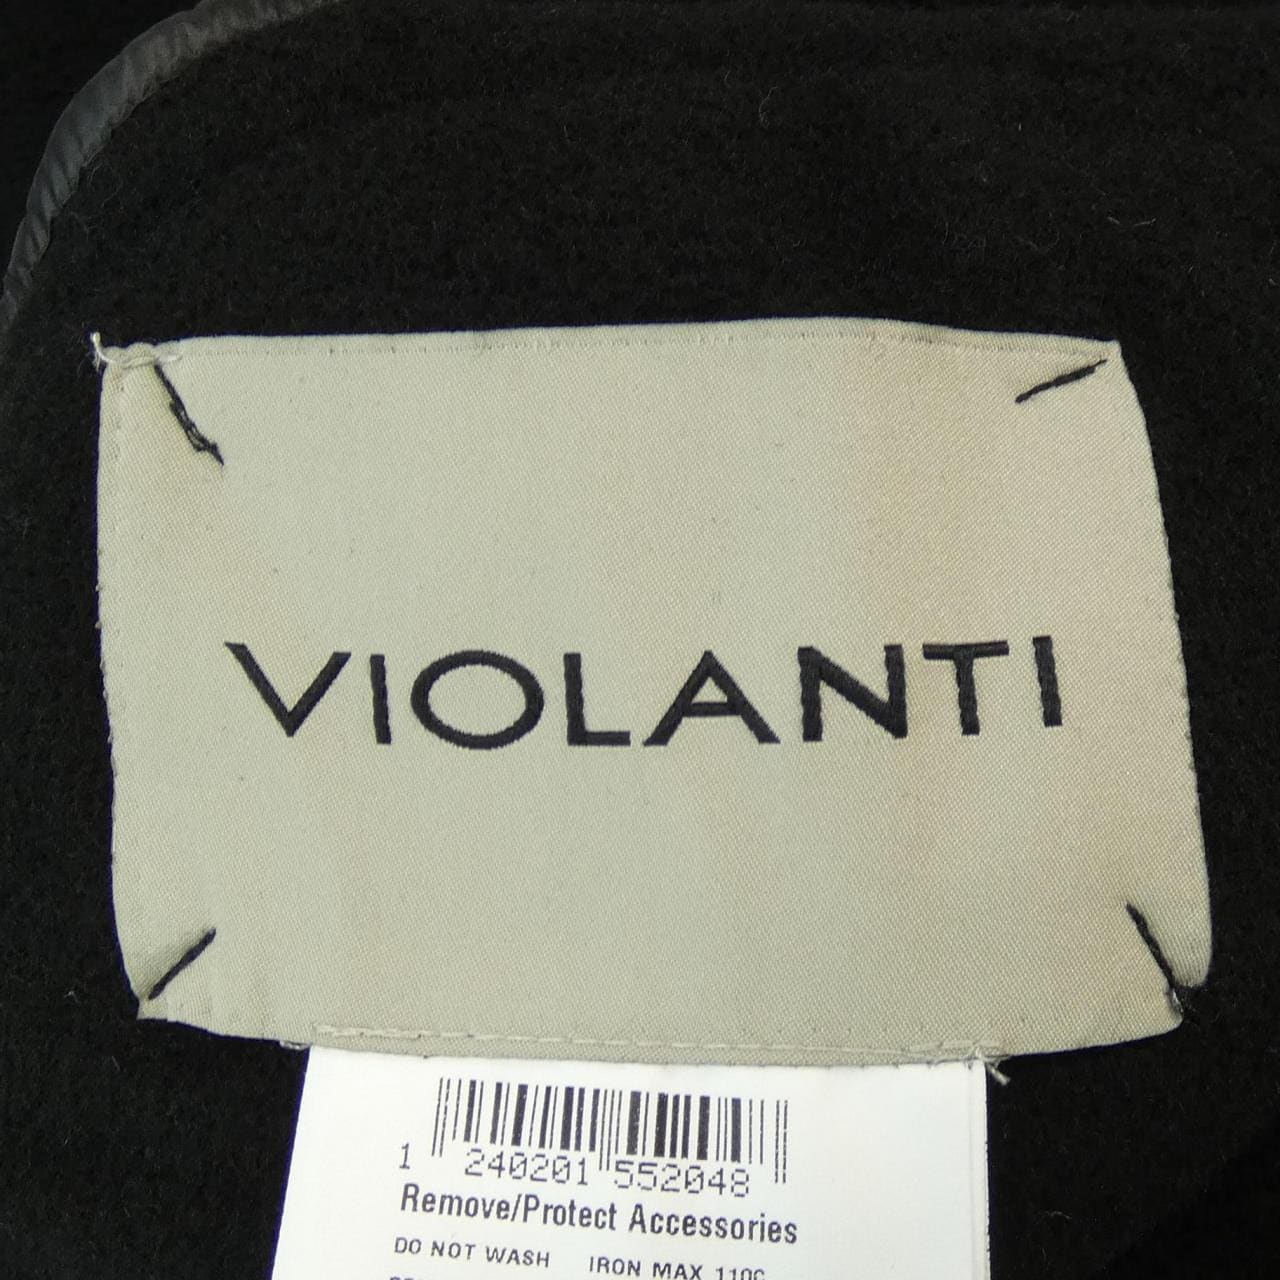 VIOLANTI
1 240201 552048
Remove/Protect Accessories
DO NOT WASH IRON MAX 110C